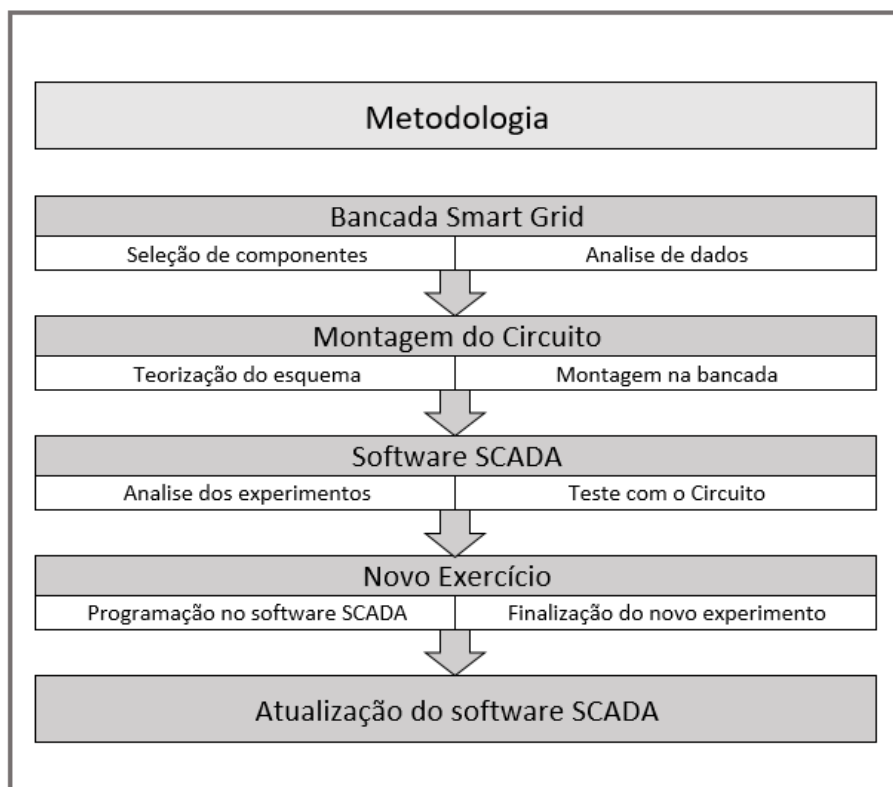 Metodologia
Bancada Smart Grid
Seleção de componentes
Analise de dados
Montagem do Circuito
Teorização do esquema
Montagem na bancada
Software SCADA
Analise dos experimentos
Teste com o Circuito
Novo Exercício
Programação no software SCADA
Finalização do novo experimento
Atualização do software SCADA